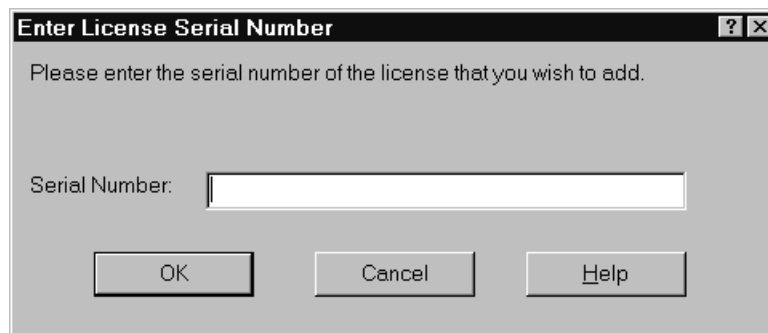 Enter License Serial Number
Please enter the serial number of the license that you wish to add.
Serial Number:
OK Cancel Help